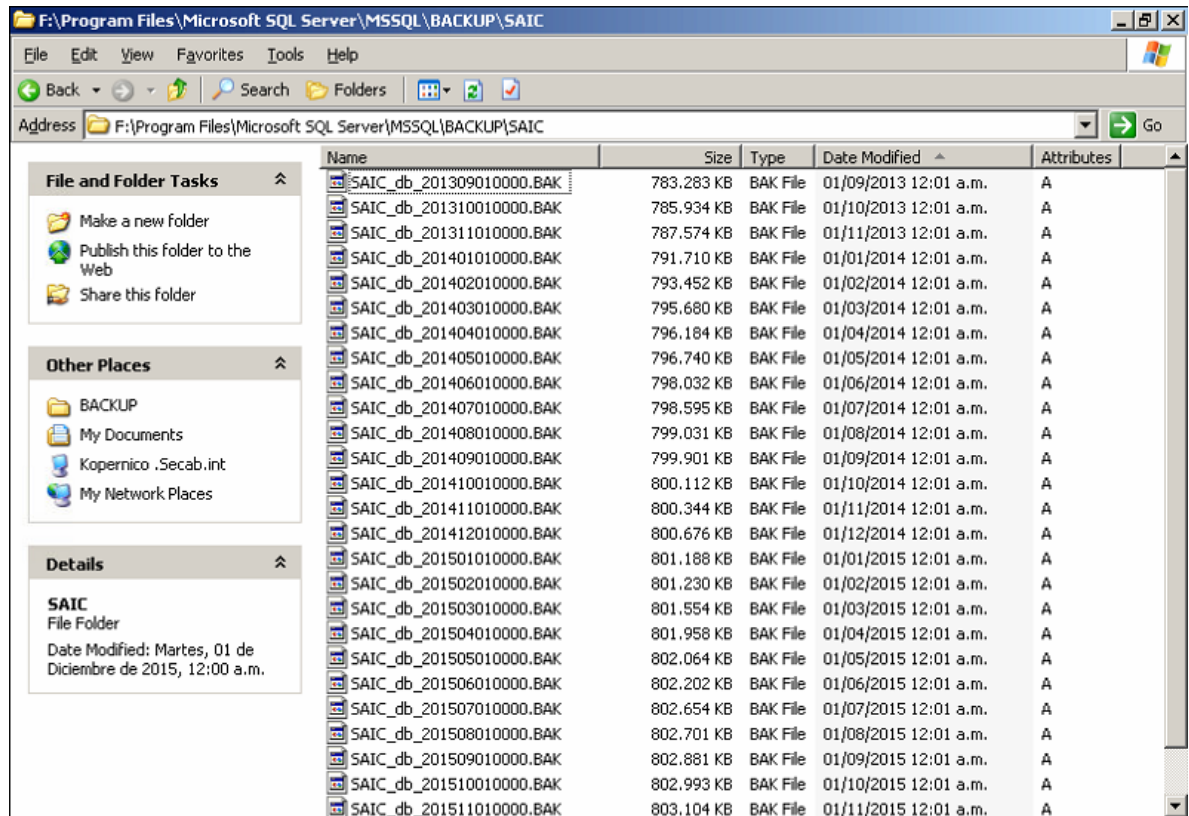 F:\Program Files\Microsoft SQL Server\MSSQL\BACKUP\SAIC
File Edit View Favorites Tools Help
Back Search Folders
Address F:\Program Files\Microsoft SQL Server\MSSQL\BACKUP\SAIC Go
File and Folder Tasks
Make a new folder
Publish this folder to the
Web
Share this folder
Other Places
BACKUP
My Documents
Kopernico .Secab.int
My Network Places
Details
SAIC
File Folder
Date Modified: Martes, 01 de
Diciembre de 2015, 12:00 a.m.
Name Size Type Date Modified Attributes
SAIC_db_201309010000.BAK 783.283 KB BAK File 01/09/2013 12:01 a.m. A
SAIC_db_201310010000.BAK 785.934 KB BAK File 01/10/2013 12:01 a.m. A
SAIC_db_201311010000.BAK 787.574 KB BAK File 01/11/2013 12:01 a.m. A
SAIC_db_201401010000.BAK 791.710 KB BAK File 01/01/2014 12:01 a.m. A
SAIC_db_201402010000.BAK 793.452 KB BAK File 01/02/2014 12:01 a.m. A
SAIC_db_201403010000.BAK 795.680 KB BAK File 01/03/2014 12:01 a.m. A
SAIC_db_201404010000.BAK 796.184 KB BAK File 01/04/2014 12:01 a.m. A
SAIC_db_201405010000.BAK 796.740 KB BAK File 01/05/2014 12:01 a.m. A
SAIC_db_201406010000.BAK 798.032 KB BAK File 01/06/2014 12:01 a.m. A
SAIC_db_201407010000.BAK 798.595 KB BAK File 01/07/2014 12:01 a.m. A
SAIC_db_201408010000.BAK 799.031 KB BAK File 01/08/2014 12:01 a.m. A
SAIC_db_201409010000.BAK 799.901 KB BAK File 01/09/2014 12:01 a.m. A
SAIC_db_201410010000.BAK 800.112 KB BAK File 01/10/2014 12:01 a.m. A
SAIC_db_201411010000.BAK 800.344 KB BAK File 01/11/2014 12:01 a.m. A
SAIC_db_201412010000.BAK 800.676 KB BAK File 01/12/2014 12:01 a.m. A
SAIC_db_201501010000.BAK 801.188 KB BAK File 01/01/2015 12:01 a.m. A
SAIC_db_201502010000.BAK 801.230 KB BAK File 01/02/2015 12:01 a.m. A
SAIC_db_201503010000.BAK 801.554 KB BAK File 01/03/2015 12:01 a.m. A
SAIC_db_201504010000.BAK 801.958 KB BAK File 01/04/2015 12:01 a.m. A
SAIC_db_201505010000.BAK 802.064 KB BAK File 01/05/2015 12:01 a.m. A
SAIC_db_201506010000.BAK 802.202 KB BAK File 01/06/2015 12:01 a.m. A
SAIC_db_201507010000.BAK 802.654 KB BAK File 01/07/2015 12:01 a.m. A
SAIC_db_201508010000.BAK 802.701 KB BAK File 01/08/2015 12:01 a.m. A
SAIC_db_201509010000.BAK 802.881 KB BAK File 01/09/2015 12:01 a.m. A
SAIC_db_201510010000.BAK 802.993 KB BAK File 01/10/2015 12:01 a.m. A
SAIC_db_201511010000.BAK 803.104 KB BAK File 01/11/2015 12:01 a.m. A